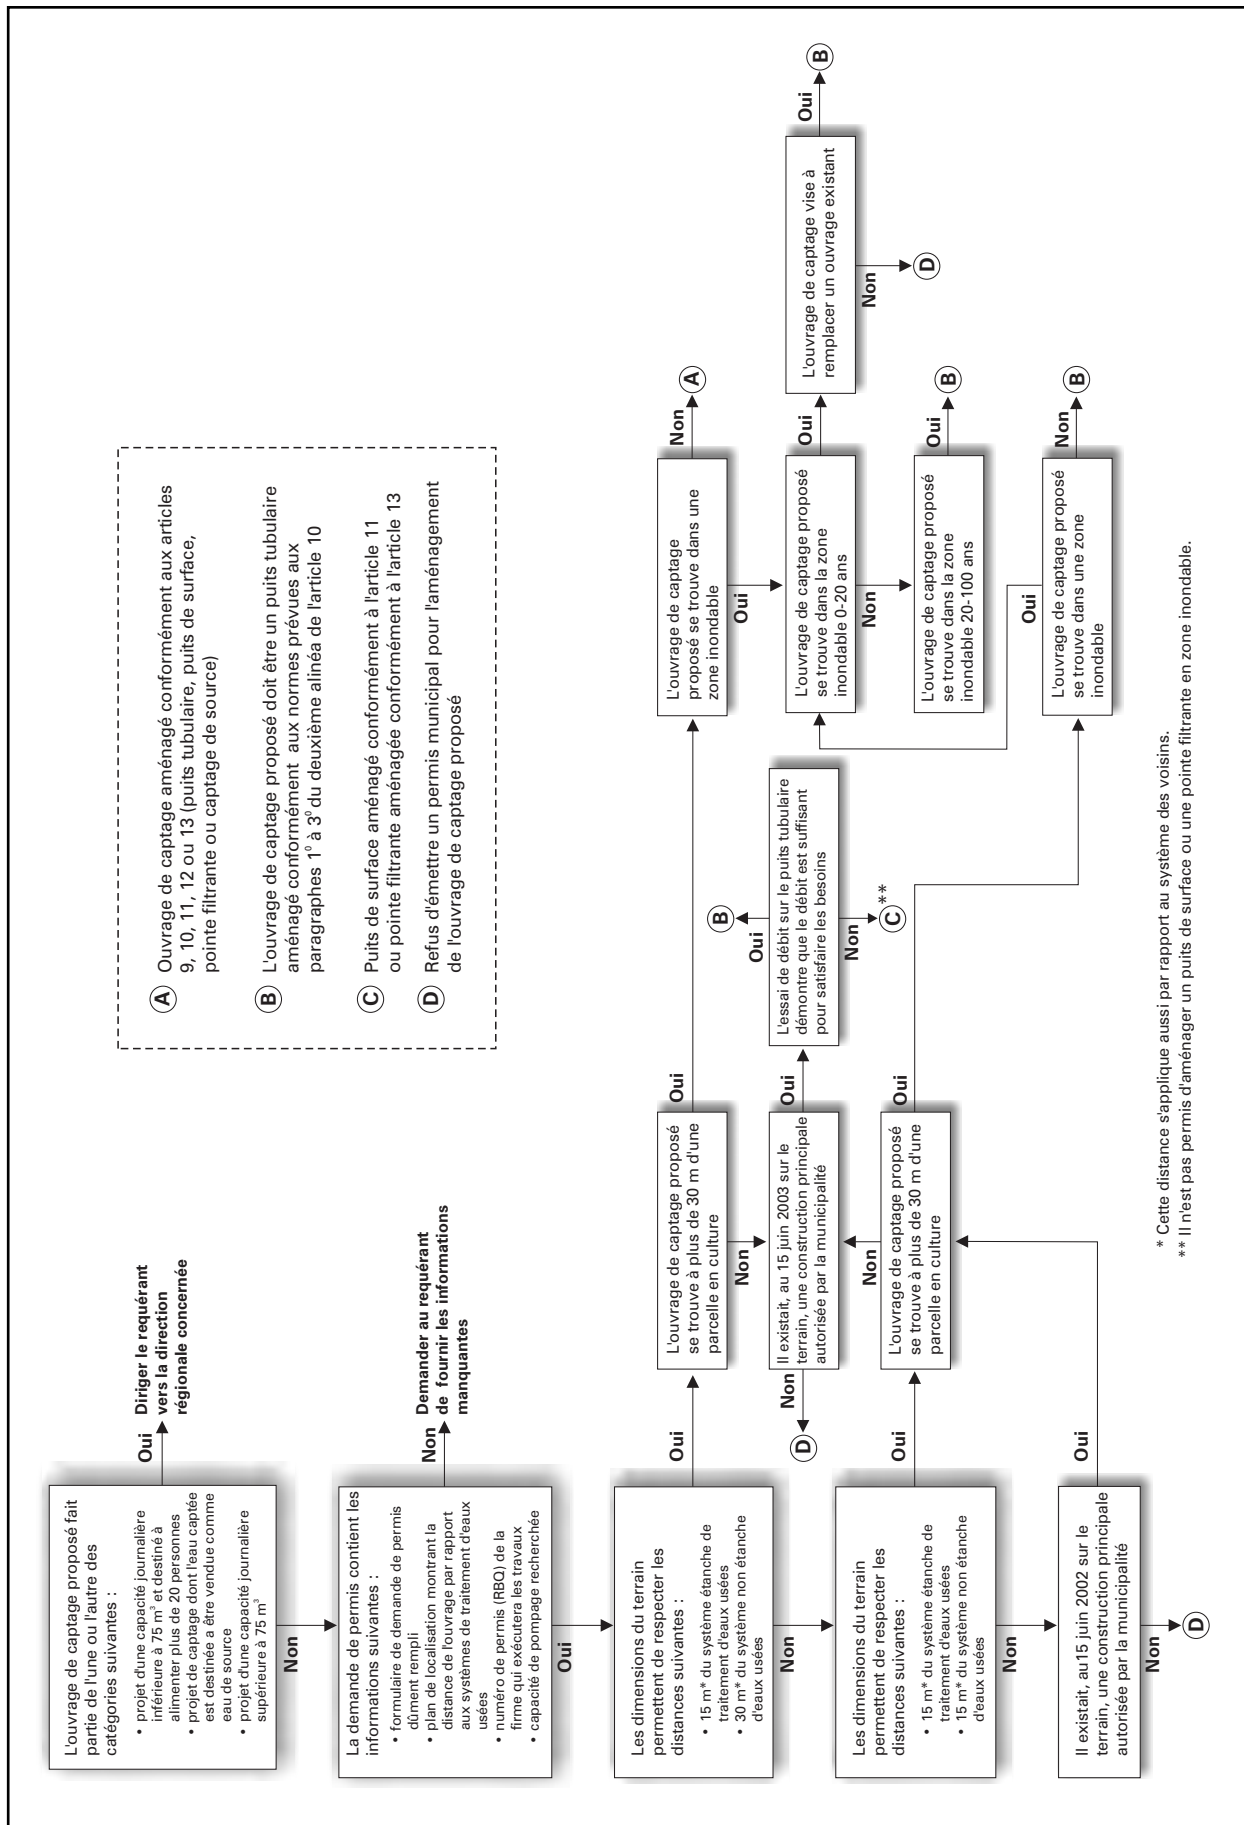 L'ouvrage de captage proposé fait
partie de l'une ou l'autre des
catégories suivantes :
• projet d'une capacité journalière
inférieure à 75 m³ et destiné à
alimenter plus de 20 personnes
• projet de captage dont l'eau captée
est destinée a être vendue comme
eau de source
• projet d'une capacité journalière
supérieure à 75 m³
Oui
Diriger le requérant
vers la direction
régionale concernée
Non
La demande de permis contient les
informations suivantes :
• formulaire de demande de permis
dûment rempli
• plan de localisation montrant la
distance de l'ouvrage par rapport
aux systèmes de traitement d'eaux
usées
• numéro de permis (RBQ) de la
firme qui exécutera les travaux
• capacité de pompage recherchée
Non
Demander au requérant
de fournir les informations
manquantes
Oui
Les dimensions du terrain
permettent de respecter les
distances suivantes :
• 15 m* du système étanche de
traitement d'eaux usées
• 30 m* du système non étanche
d'eaux usées
Oui
Non
Les dimensions du terrain
permettent de respecter les
distances suivantes :
• 15 m* du système étanche de
traitement d'eaux usées
• 15 m* du système non étanche
d'eaux usées
Oui
Non
Il existait, au15 juin 2002 sur le
terrain, une construction principale
autorisée par la municipalité
Oui
Non
D
L'ouvrage de captage proposé
se trouve à plus de 30 m d'une
parcelle en culture
Oui
Non
Il existait, au 15 juin 2003 sur le
terrain, une construction principale
autorisée par la municipalité
Non
D
Oui
Non
L'ouvrage de captage proposé
se trouve à plus de 30 m d'une
parcelle en culture
Oui
L'essai de débit sur le puits tubulaire
démontre que le débit est suffisant
pour satisfaire les besoins
Oui
B
Non
C **
L'ouvrage de captage
proposé se trouve dans une
zone inondable
Non
A
Oui
L'ouvrage de captage proposé
se trouve dans la zone
inondable 0-20 ans
Oui
Non
L'ouvrage de captage proposé
se trouve dans la zone
inondable 20-100 ans
Oui
B
L'ouvrage de captage proposé
se trouve dans une zone
inondable
Oui
Non
B
L'ouvrage de captage vise à
remplacer un ouvrage existant
Oui
B
Non
D
A Ouvrage de captage aménagé conformément aux articles
9, 10, 11, 12 ou 13 (puits tubulaire, puits de surface,
pointe filtrante ou captage de source)
B L'ouvrage de captage proposé doit être un puits tubulaire
aménagé conformément aux normes prévues aux
paragraphes 1⁰ à 3⁰ du deuxième alinéa de l'article 10
C Puits de surface aménagé conformément à l'article 11
ou pointe filtrante aménagée conformément à l'article 13
D Refus d'émettre un permis municipal pour l'aménagement
de l'ouvrage de captage proposé
* Cette distance s'applique aussi par rapport au système des voisins.
** Il n'est pas permis d'aménager un puits de surface ou une pointe filtrante en zone inondable.